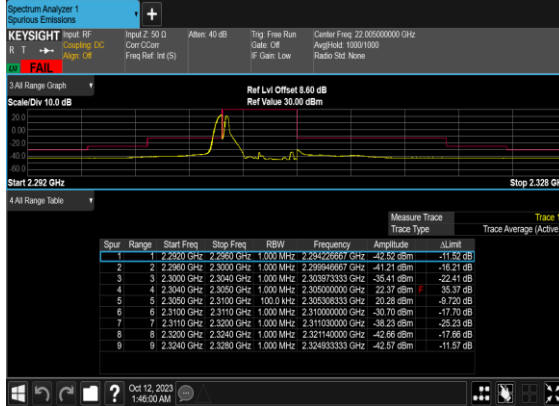 Spectrum Analyzer 1
Spurious Emissions
+
KEYSIGHT Input: RF Input Z: 50 Ω Atten: 40 dB Trig: Free Run Center Freq: 22.005000000 GHz
R T Coupling: DC Corr CCorr Gate: Off Avg|Hold: 1000/1000
Align: Off Freq Ref: Int (S) IF Gain: Low Radio Std: None
FAIL
3 All Range Graph
Ref Lvl Offset 8.60 dB
Scale/Div 10.0 dB Ref Value 30.00 dBm
20.0
0.00
-20.0
-40.0
-60.0
Start 2.292 GHz Stop 2.328 GH
4 All Range Table
Measure Trace Trace 1
Trace Type Trace Average (Active
Spur Range Start Freq Stop Freq RBW Frequency Amplitude ΔLimit
1 1 2.2920 GHz 2.2960 GHz 1.000 MHz 2.294226667 GHz -42.52 dBm -11.52 dB
2 2 2.2960 GHz 2.3000 GHz 1.000 MHz 2.299946667 GHz -41.21 dBm -16.21 dB
3 3 2.3000 GHz 2.3040 GHz 1.000 MHz 2.303973333 GHz -35.41 dBm -22.41 dB
4 4 2.3040 GHz 2.3050 GHz 1.000 MHz 2.305000000 GHz 22.37 dBm F 35.37 dB
5 5 2.3050 GHz 2.3100 GHz 100.0 kHz 2.305308333 GHz 20.28 dBm -9.720 dB
6 6 2.3100 GHz 2.3110 GHz 1.000 MHz 2.310000000 GHz -30.70 dBm -17.70 dB
7 7 2.3110 GHz 2.3200 GHz 1.000 MHz 2.311030000 GHz -38.23 dBm -25.23 dB
8 8 2.3200 GHz 2.3240 GHz 1.000 MHz 2.321140000 GHz -42.66 dBm -17.66 dB
9 9 2.3240 GHz 2.3280 GHz 1.000 MHz 2.324933333 GHz -42.57 dBm -11.57 dB
? Oct 12, 2023
1:46:00 AM